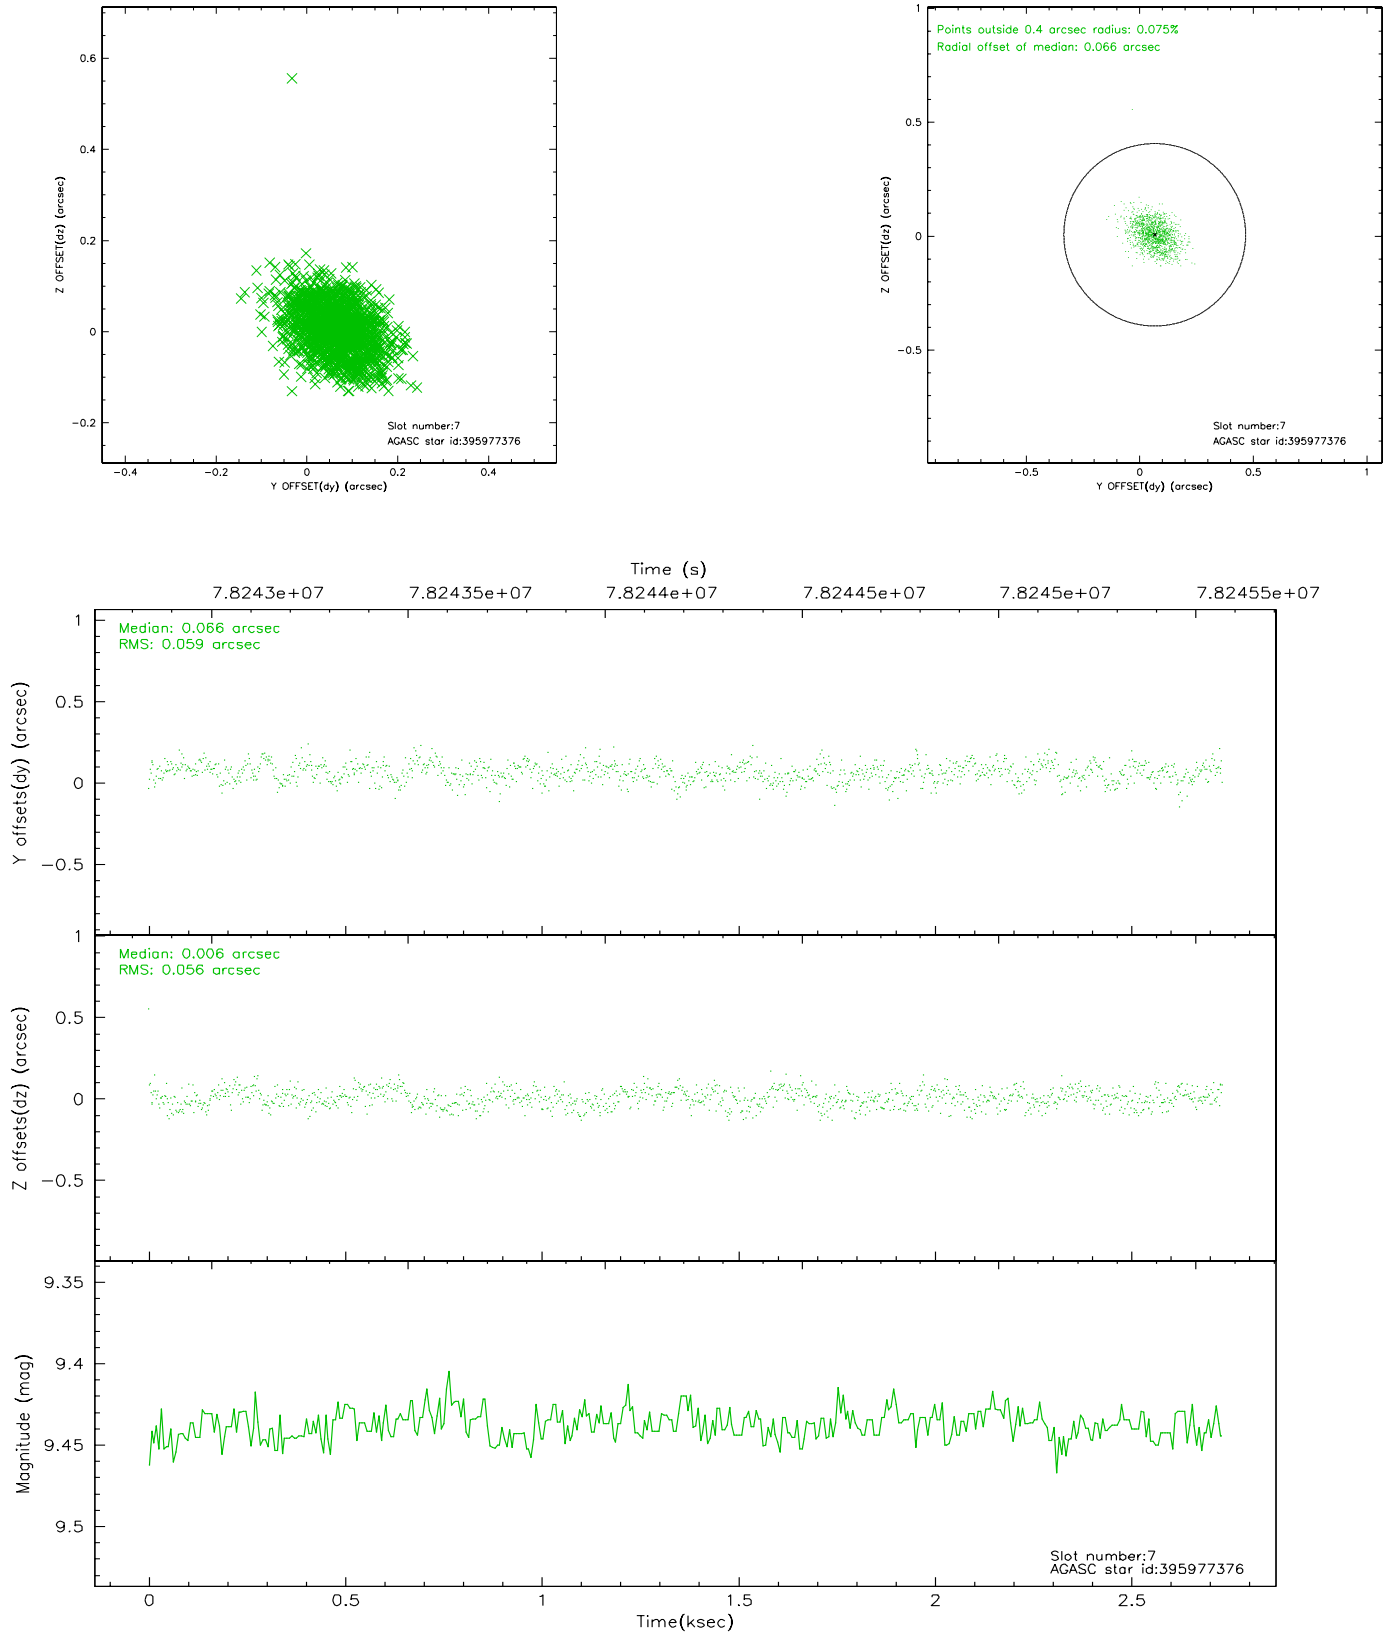 0.6
0.4
0.2
0
−0.2
Z OFFSET(dz) (arcsec)
Slot number:7
AGASC star id:395977376
−0.4 −0.2 0 0.2 0.4
Y OFFSET(dy) (arcsec)
Points outside 0.4 arcsec radius: 0.075%
Radial offset of median: 0.066 arcsec
1
0.5
0
−0.5
Z OFFSET(dz) (arcsec)
Slot number:7
AGASC star id:395977376
−0.5 0 0.5 1
Y OFFSET(dy) (arcsec)
Time (s)
7.8243e+07 7.82435e+07 7.8244e+07 7.82445e+07 7.8245e+07 7.82455e+07
Median: 0.066 arcsec
RMS: 0.059 arcsec
1
0.5
0
−0.5
Y offsets(dy) (arcsec)
Median: 0.006 arcsec
RMS: 0.056 arcsec
1
0.5
0
−0.5
Z offsets(dz) (arcsec)
9.35
9.4
9.45
9.5
Magnitude (mag)
Slot number:7
AGASC star id:395977376
0 0.5 1 1.5 2 2.5
Time(ksec)